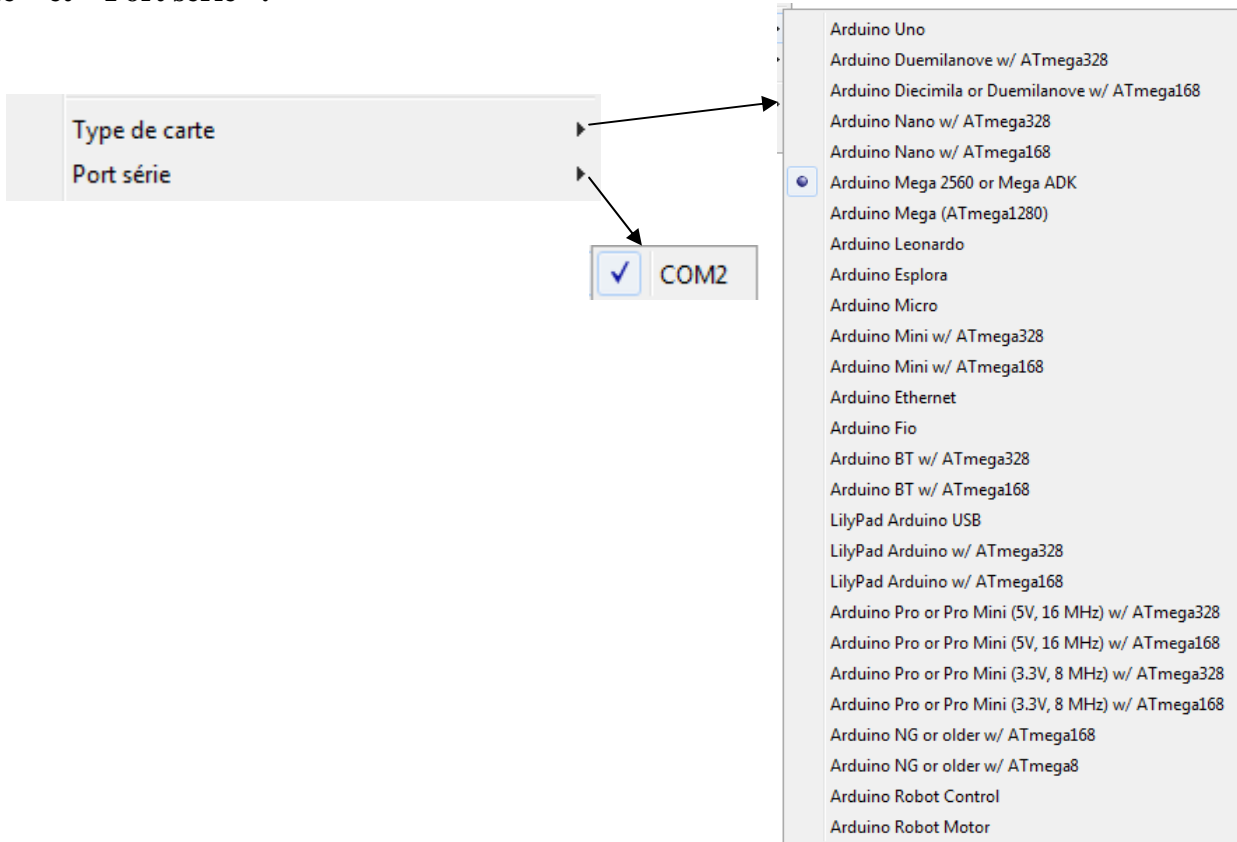 Type de carte
Port série
COM2
Arduino Uno
Arduino Duemilanove w/ ATmega328
Arduino Diecimila or Duemilanove w/ ATmega168
Arduino Nano w/ ATmega328
Arduino Nano w/ ATmega168
Arduino Mega 2560 or Mega ADK
Arduino Mega (ATmega1280)
Arduino Leonardo
Arduino Esplora
Arduino Micro
Arduino Mini w/ ATmega328
Arduino Mini w/ ATmega168
Arduino Ethernet
Arduino Fio
Arduino BT w/ ATmega328
Arduino BT w/ ATmega168
LilyPad Arduino USB
LilyPad Arduino w/ ATmega328
LilyPad Arduino w/ ATmega168
Arduino Pro or Pro Mini (5V, 16 MHz) w/ ATmega328
Arduino Pro or Pro Mini (5V, 16 MHz) w/ ATmega168
Arduino Pro or Pro Mini (3.3V, 8 MHz) w/ ATmega328
Arduino Pro or Pro Mini (3.3V, 8 MHz) w/ ATmega168
Arduino NG or older w/ ATmega168
Arduino NG or older w/ ATmega8
Arduino Robot Control
Arduino Robot Motor